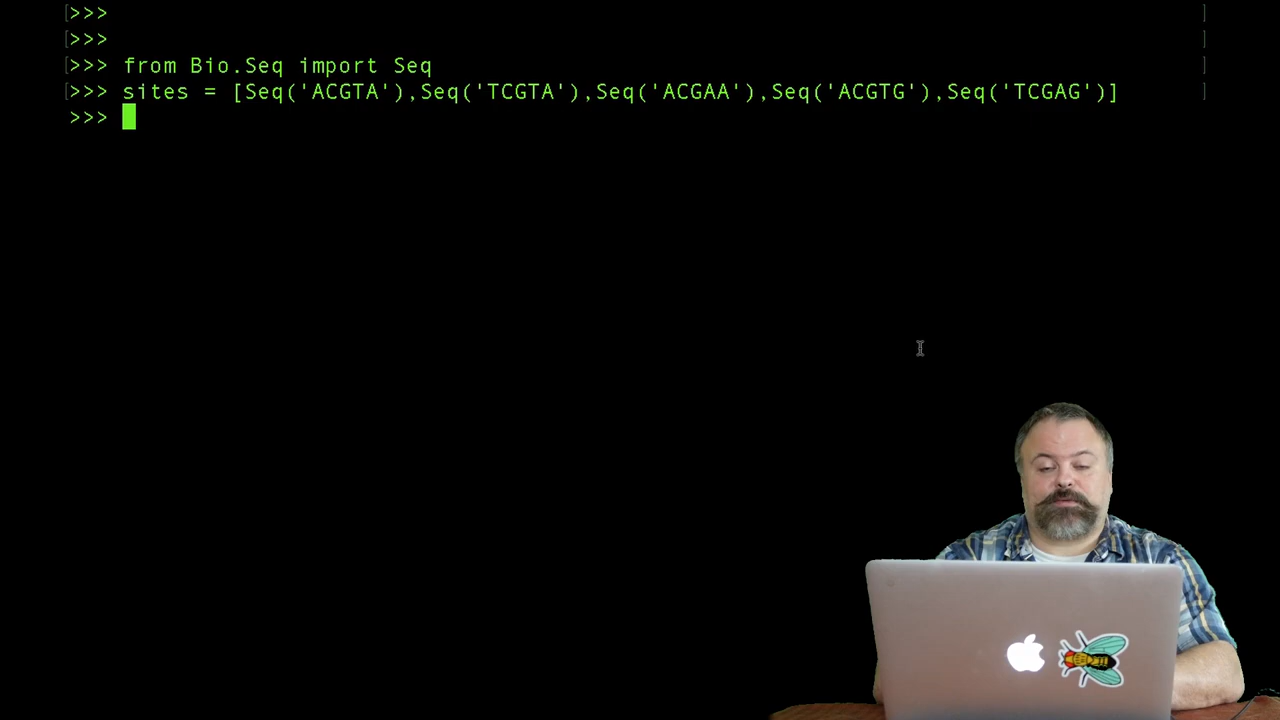 >>>
>>>
>>> from Bio.Seq import Seq
>>> sites = [Seq('ACGTA'),Seq('TCGTA'),Seq('ACGAA'),Seq('ACGTG'),Seq('TCGAG')]
>>>